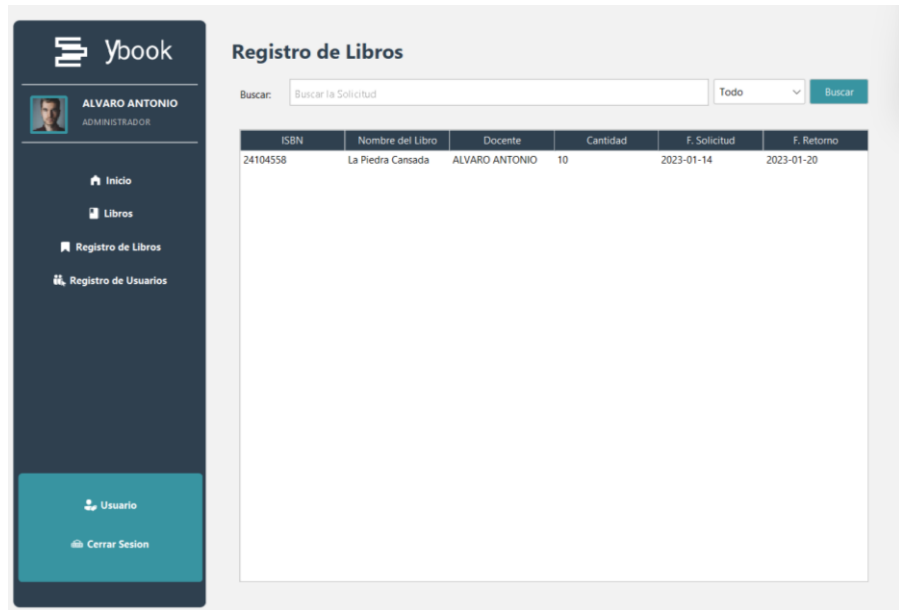 Ybook
ALVARO ANTONIO
ADMINISTRADOR
Inicio
Libros
Registro de Libros
Registro de Usuarios
Usuario
Cerrar Sesion
Registro de Libros
Buscar: Buscar la Solicitud Todo Buscar
ISBN Nombre del Libro Docente Cantidad F. Solicitud F. Retorno
24104558 La Piedra Cansada ALVARO ANTONIO 10 2023-01-14 2023-01-20